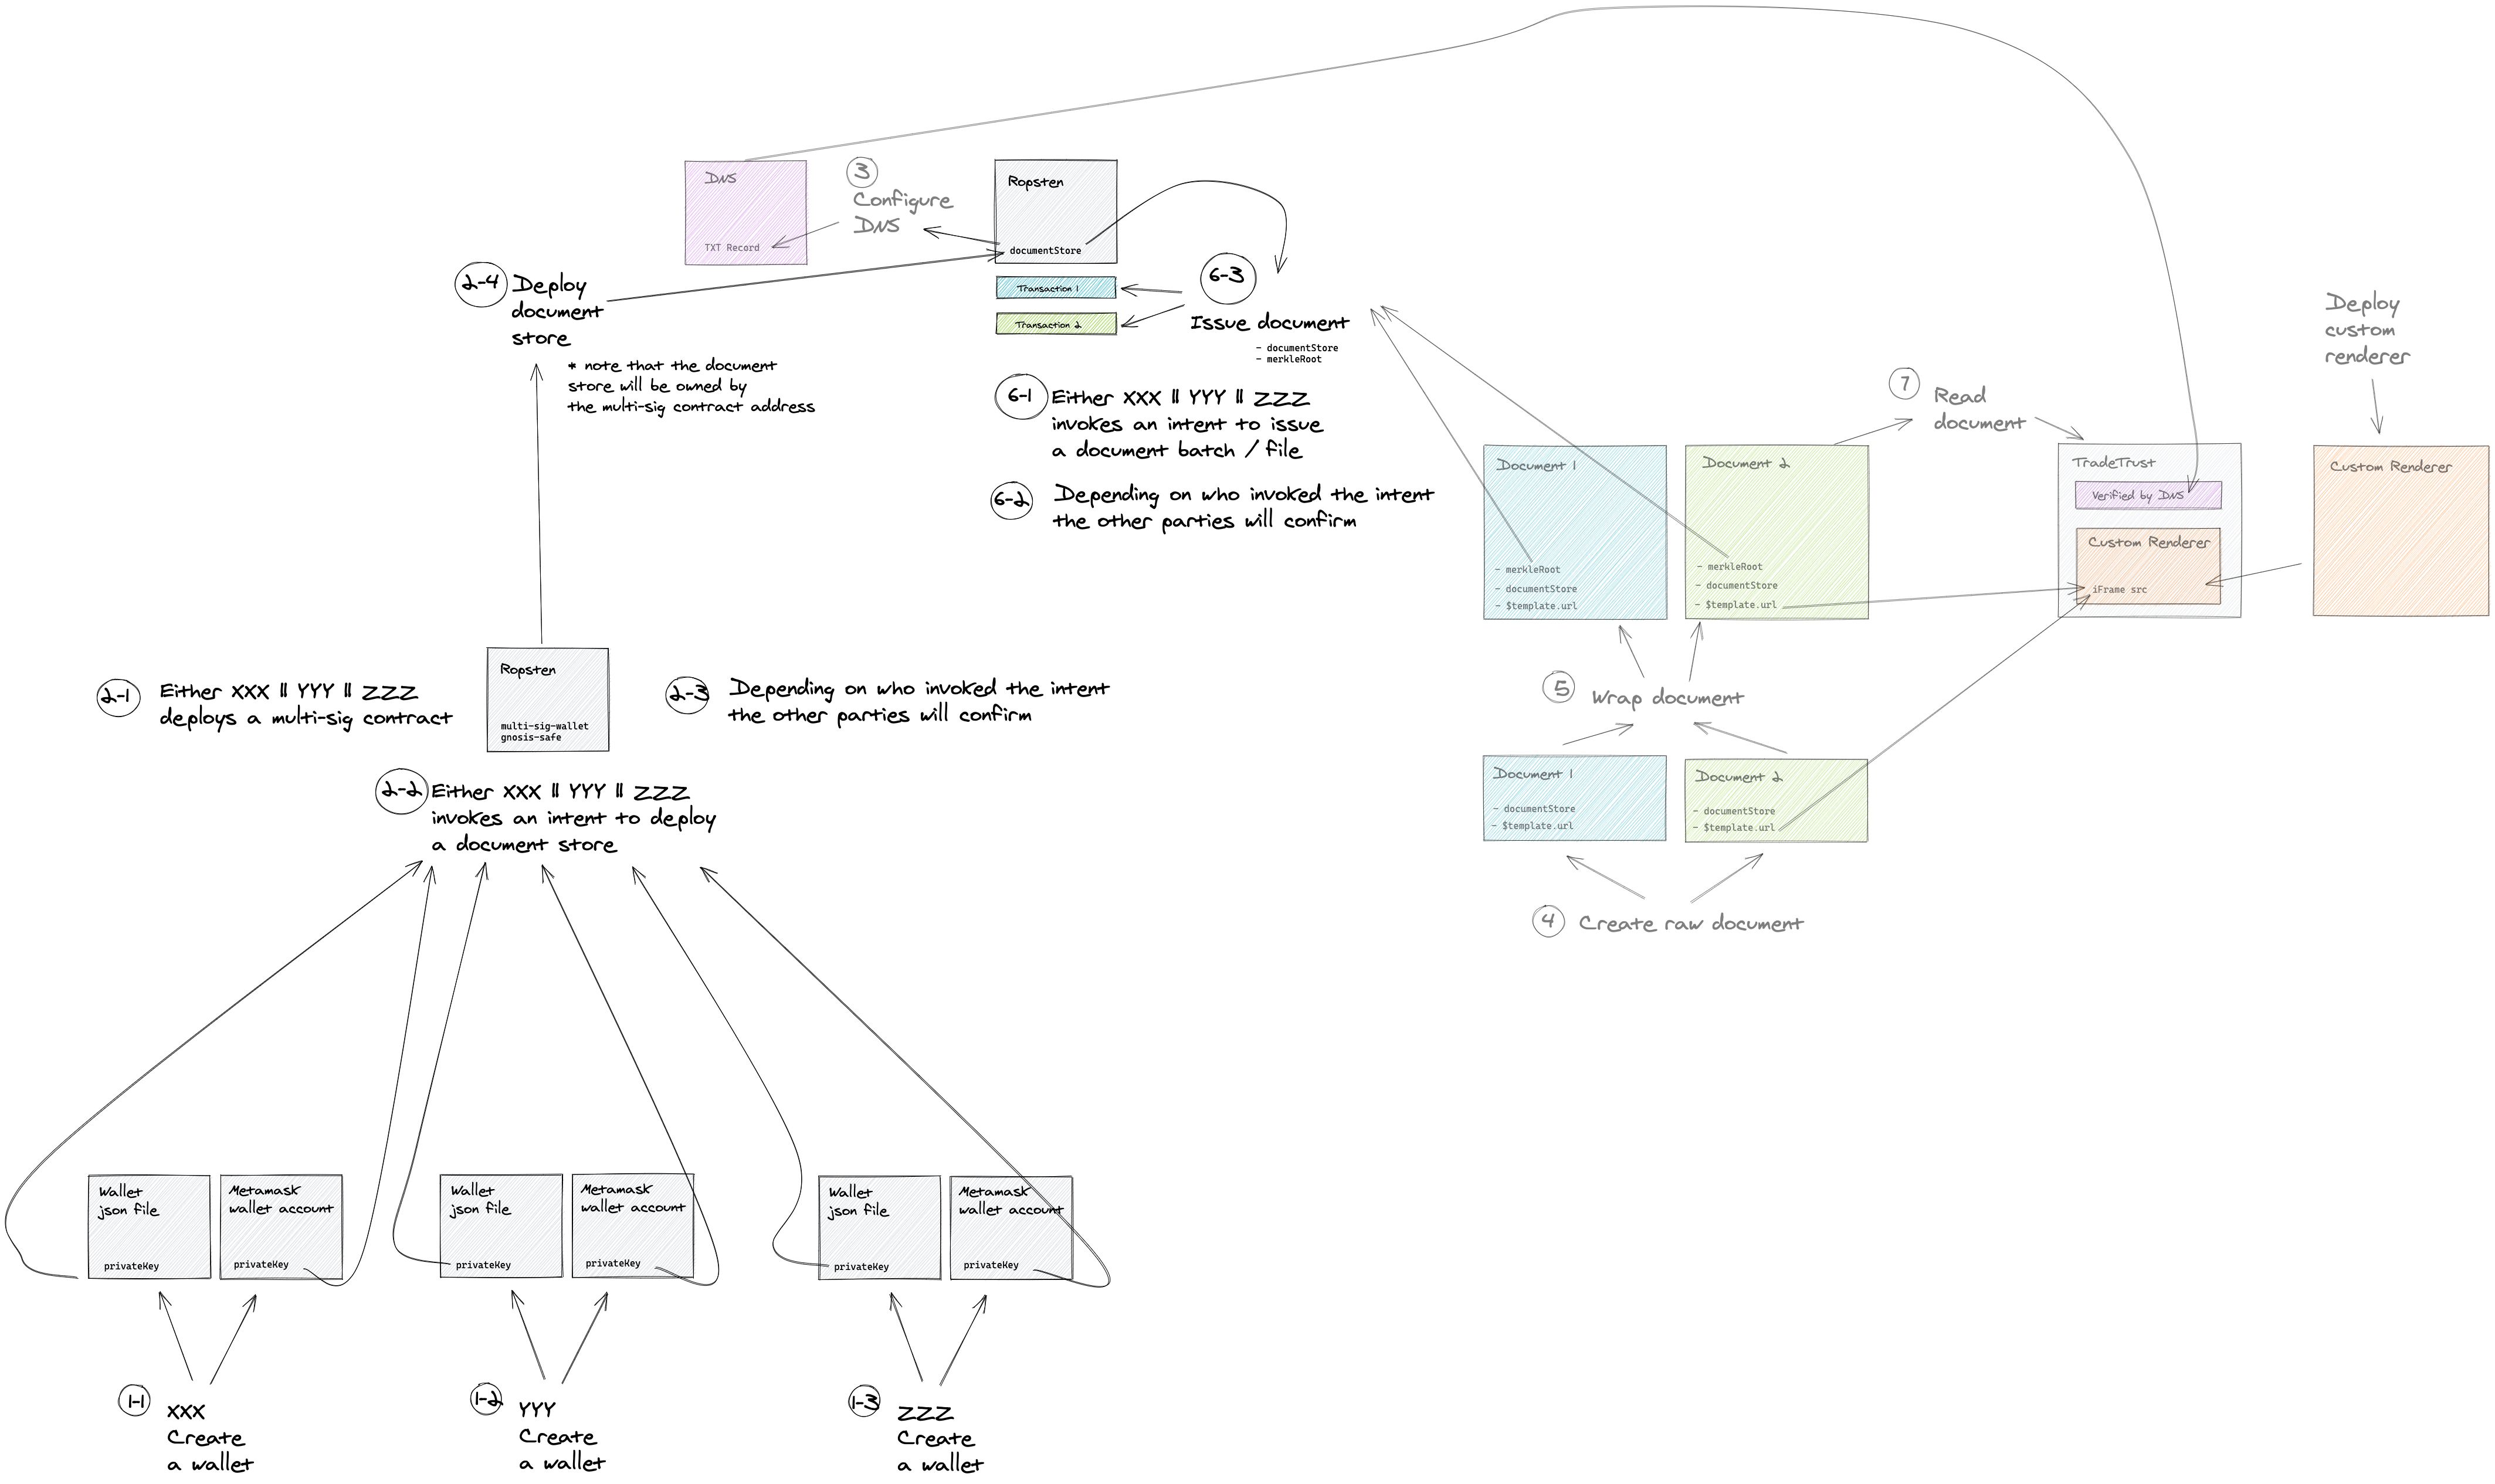 DNS
TXT Record
3
Configure
DNS
Ropsten
documentStore
Transaction 1
Transaction 2
2-4
Deploy
document
store
* note that the document
store will be owned by
the multi-sig contract address
6-3
Issue document
- documentStore
- merkleRoot
6-1
Either XXX || YYY || ZZZ
invokes an intent to issue
a document batch / file
6-2
Depending on who invoked the intent
the other parties will confirm
Document 1
- merkleRoot
- documentStore
- $template.url
Document 2
- merkleRoot
- documentStore
- $template.url
7
Read
document
TradeTrust
Verified by DNS
Custom Renderer
iFrame src
Deploy
custom
renderer
Custom Renderer
2-1
Either XXX || YYY || ZZZ
deploys a multi-sig contract
Ropsten
multi-sig-wallet
gnosis-safe
2-3
Depending on who invoked the intent
the other parties will confirm
2-2
Either XXX || YYY || ZZZ
invokes an intent to deploy
a document store
5
Wrap document
Document 1
- documentStore
- $template.url
Document 2
- documentStore
- $template.url
4
Create raw document
Wallet
json file
privateKey
Metamask
wallet account
privateKey
Wallet
json file
privateKey
Metamask
wallet account
privateKey
Wallet
json file
privateKey
Metamask
wallet account
privateKey
1-1
XXX
Create
a wallet
1-2
YYY
Create
a wallet
1-3
ZZZ
Create
a wallet